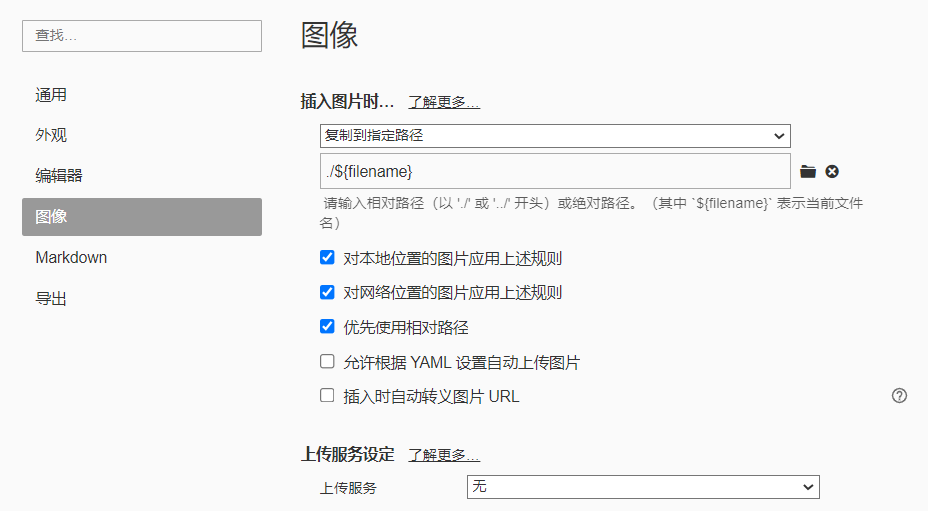 查找…
通用
外观
编辑器
图像
Markdown
导出
图像
插入图片时… 了解更多…
复制到指定路径
./${filename}
请输入相对路径（以 './' 或 '../' 开头）或绝对路径。（其中 `${filename}` 表示当前文件
名）
对本地位置的图片应用上述规则
对网络位置的图片应用上述规则
优先使用相对路径
允许根据 YAML 设置自动上传图片
插入时自动转义图片 URL
上传服务设定 了解更多…
上传服务 无